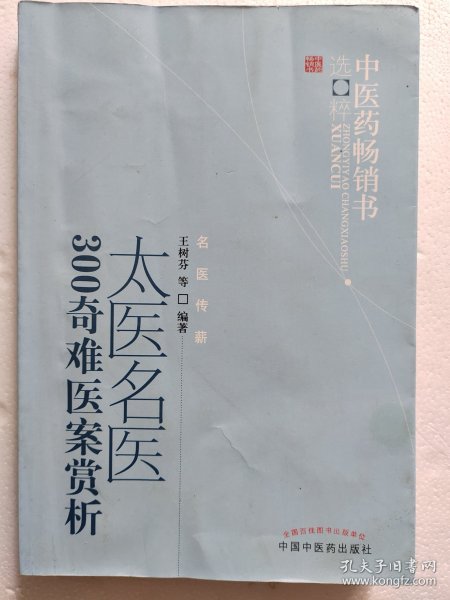 中医药畅销书
选粹
ZHONGYIYAO CHANGXIAOSHU
XUANCUI
名医传薪
王树芬 等 编著
太医名医
300奇难医案赏析
全国百佳图书出版单位
中国中医药出版社
孔夫子旧书网
www.kongfz.com